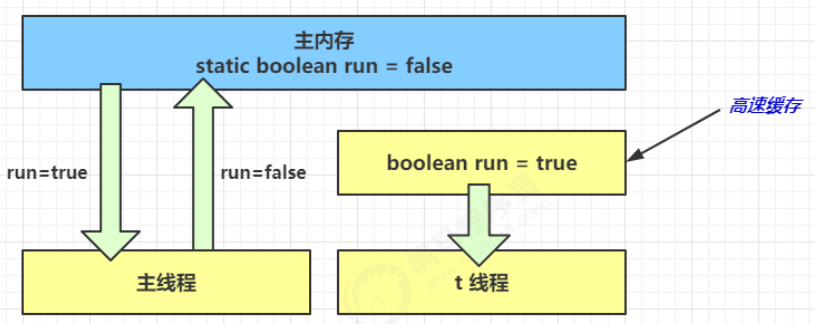 主内存
static boolean run = false
高速缓存
boolean run = true
run=true
run=false
主线程
t 线程